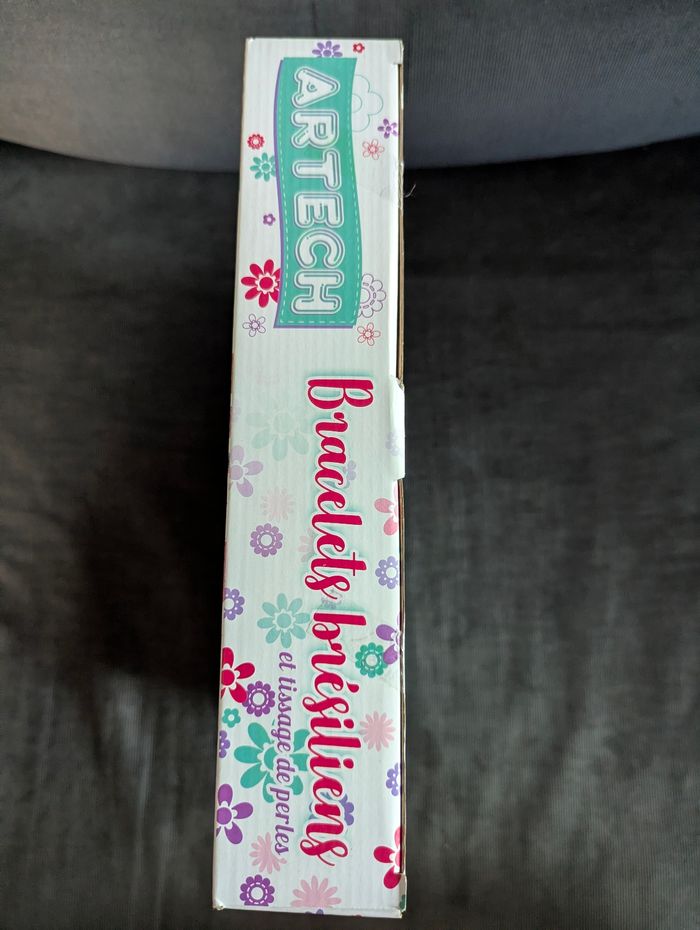 ARTECH
Bracelets brésiliens
et tissage de perles